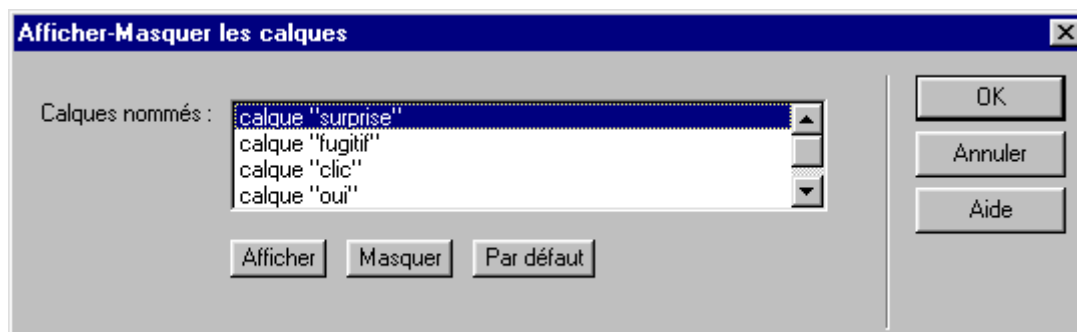 Afficher-Masquer les calques
Calques nommés :
calque "surprise"
calque "fugitif"
calque "clic"
calque "oui"
Afficher
Masquer
Par défaut
OK
Annuler
Aide